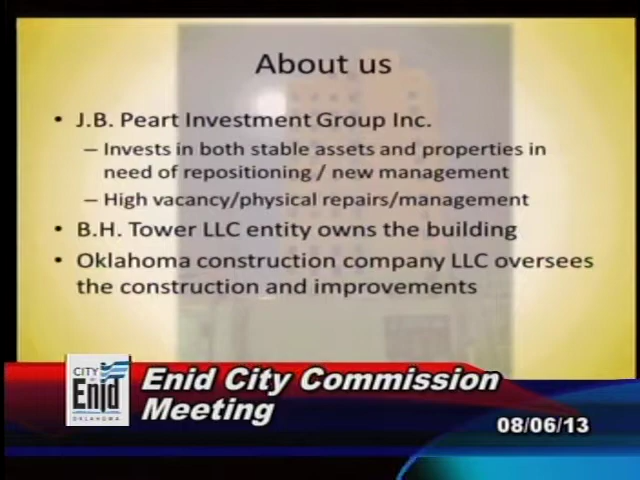 About us
• J.B. Peart Investment Group Inc.
– Invests in both stable assets and properties in
need of repositioning / new management
– High vacancy/physical repairs/management
• B.H. Tower LLC entity owns the building
• Oklahoma construction company LLC oversees
the construction and improvements
CITY
OF
Enid
OKLAHOMA
Enid City Commission
Meeting
08/06/13